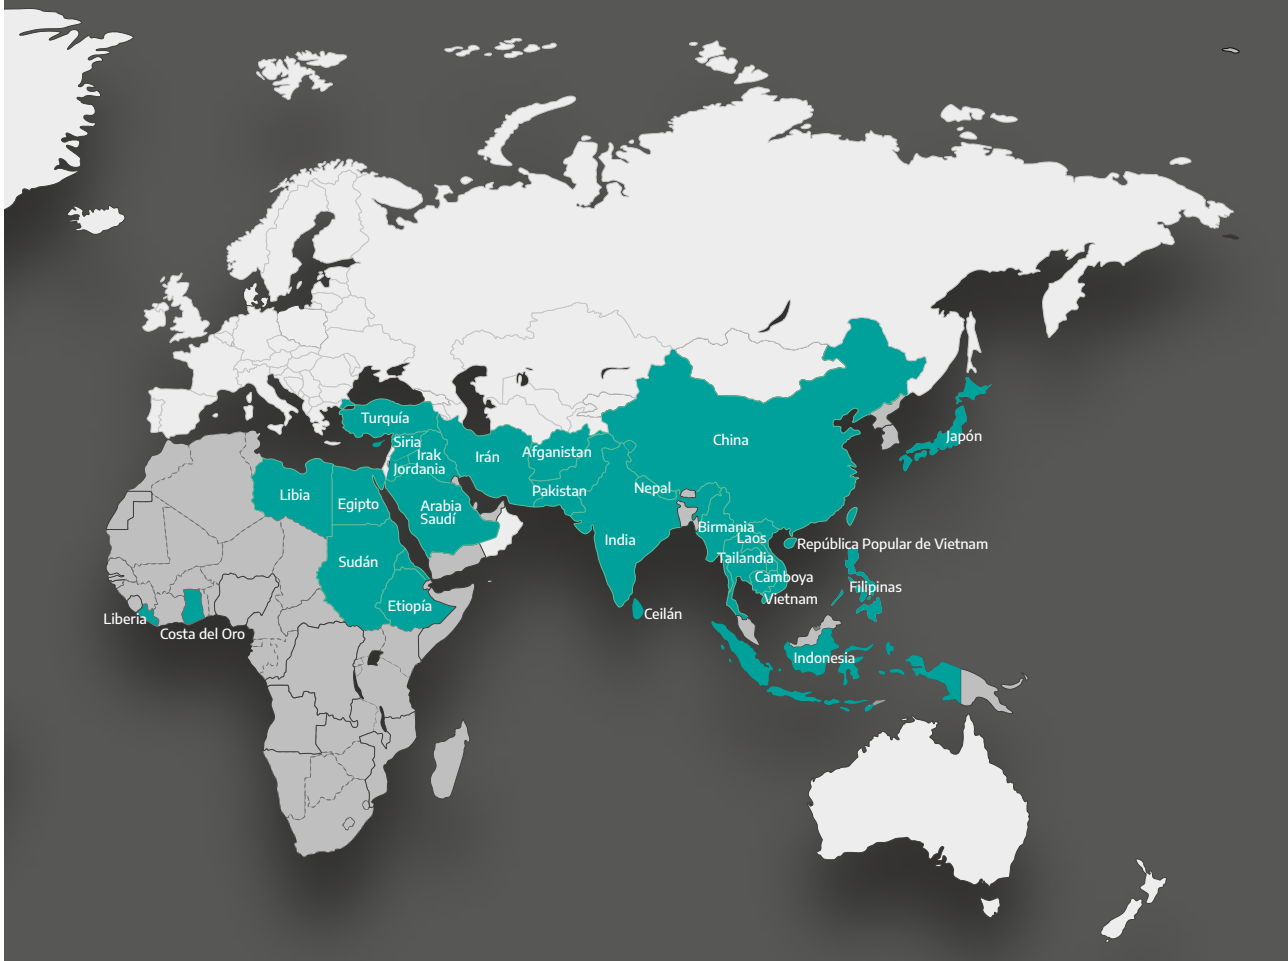 Turquía
Siria
Irak
Jordania
Irán
Afganistan
China
Japón
Libia
Egipto
Arabia
Saudí
Pakistan
Nepal
India
Birmania
Laos
República Popular de Vietnam
Tailandia
Sudán
Camboya
Filipinas
Vietnam
Etiopía
Ceilán
Liberia
Costa del Oro
Indonesia